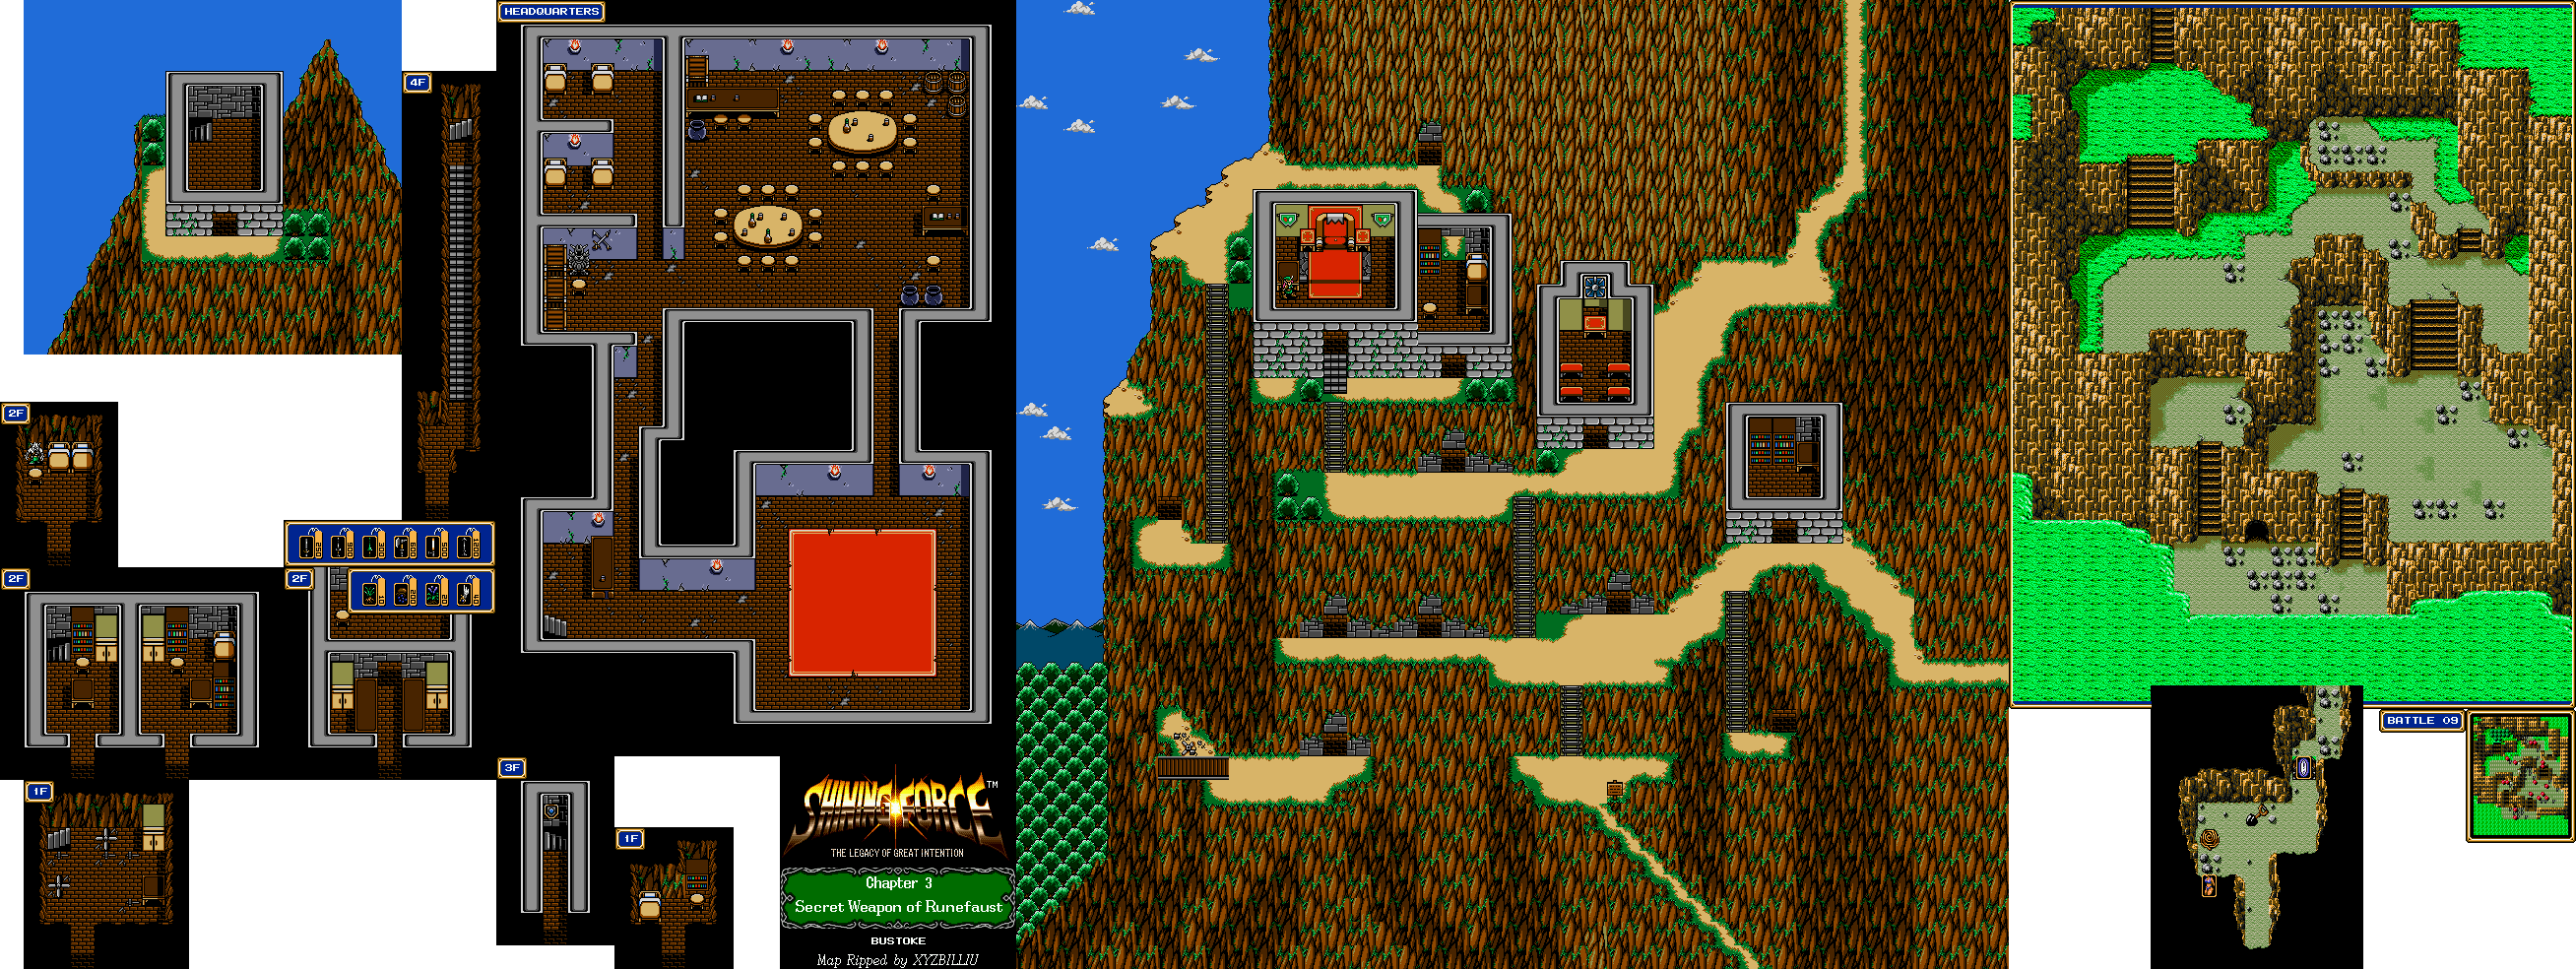 HEADQUARTERS
4F
2F
2F
2F
1F
3F
1F
SHINING FORCE™
THE LEGACY OF GREAT INTENTION
Chapter 3
Secret Weapon of Runefaust
BUSTOKE
Map Ripped by XYZBILLIU
BATTLE 09